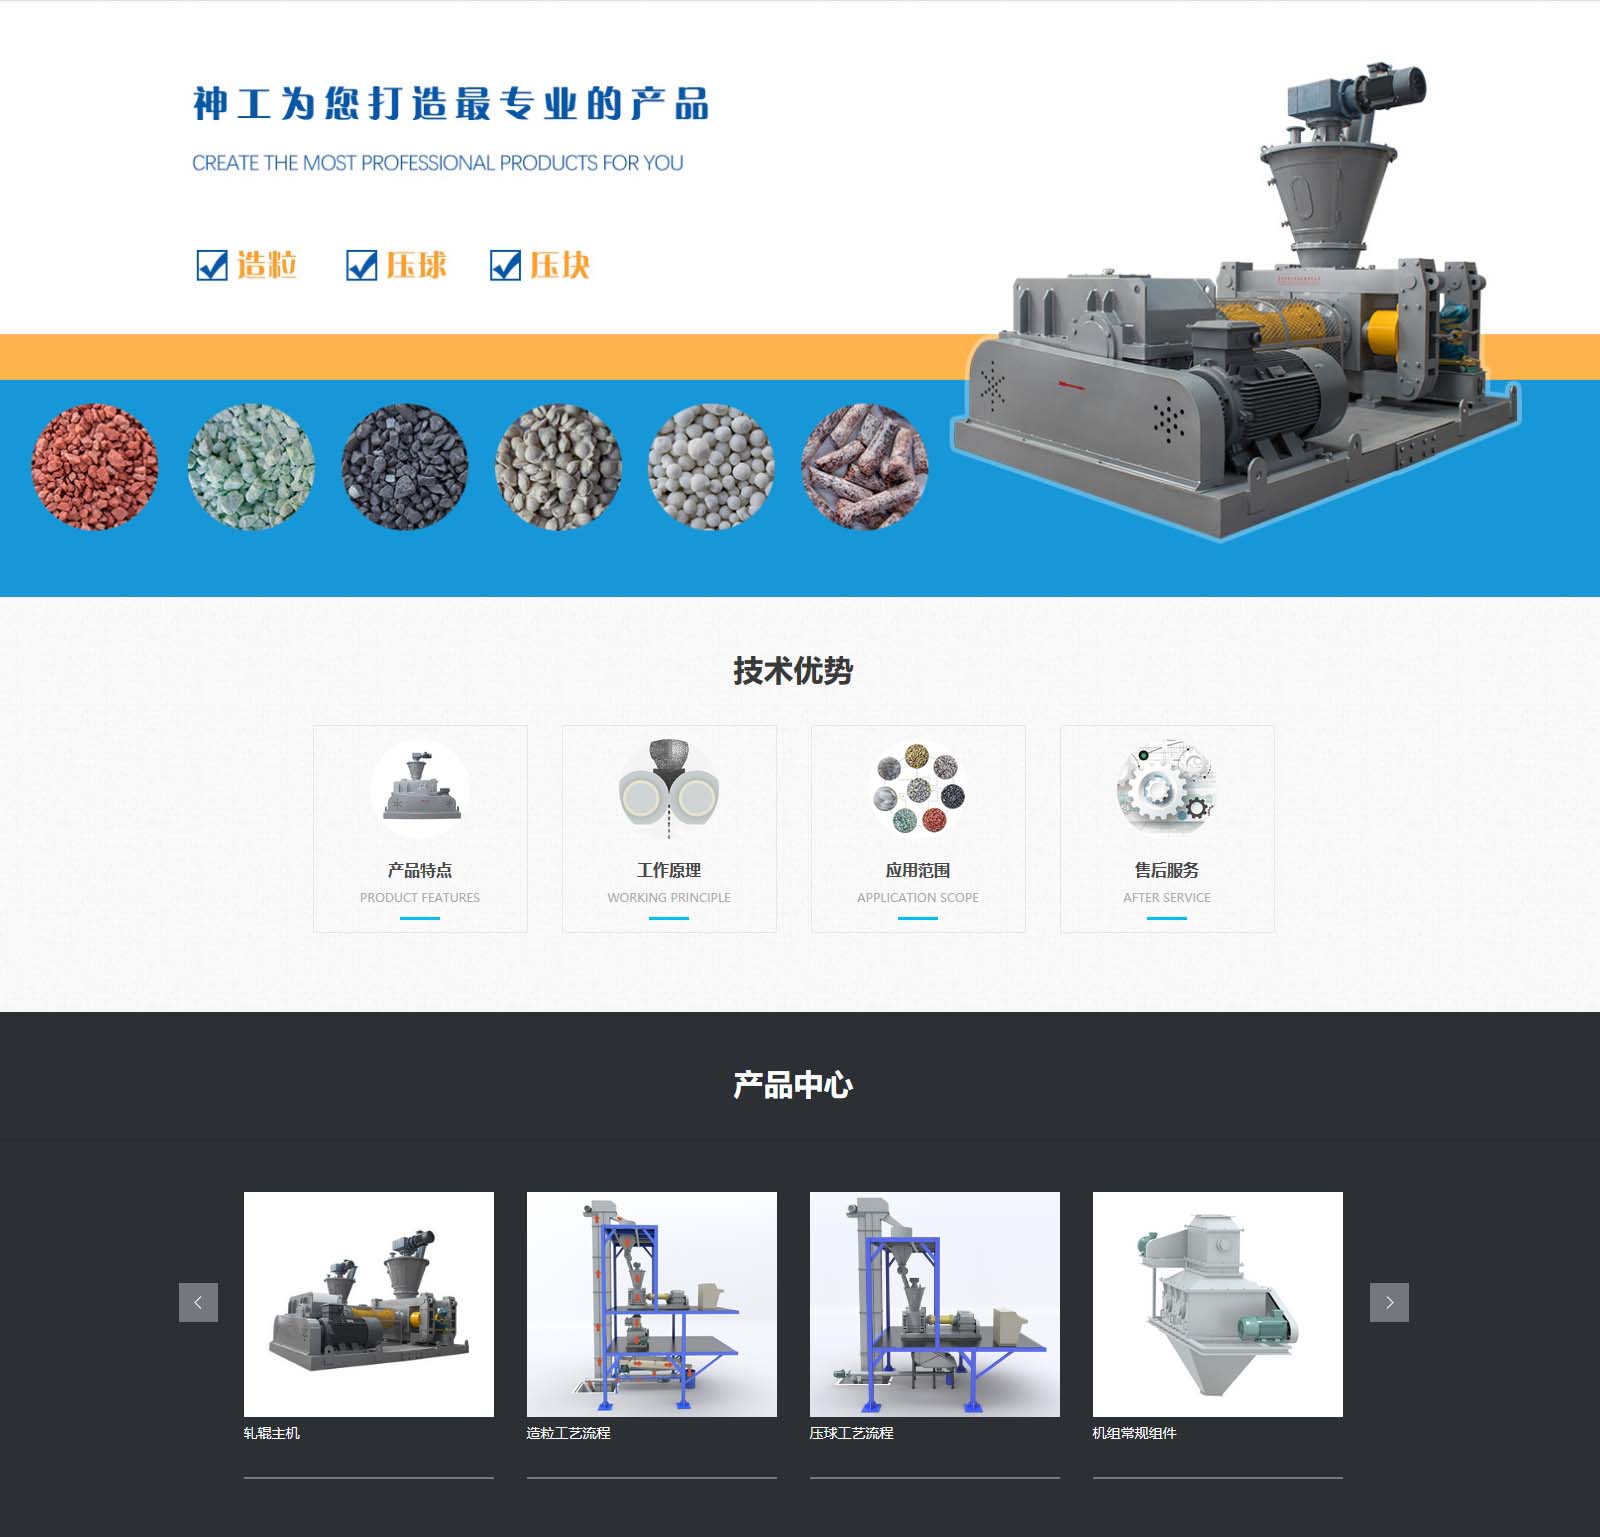 神工为您打造最专业的产品
CREATE THE MOST PROFESSIONAL PRODUCTS FOR YOU
造粒 压球 压块
技术优势
产品特点 工作原理 应用范围 售后服务
PRODUCT FEATURES WORKING PRINCIPLE APPLICATION SCOPE AFTER SERVICE
产品中心
轧辊主机 造粒工艺流程 压球工艺流程 机组常规组件